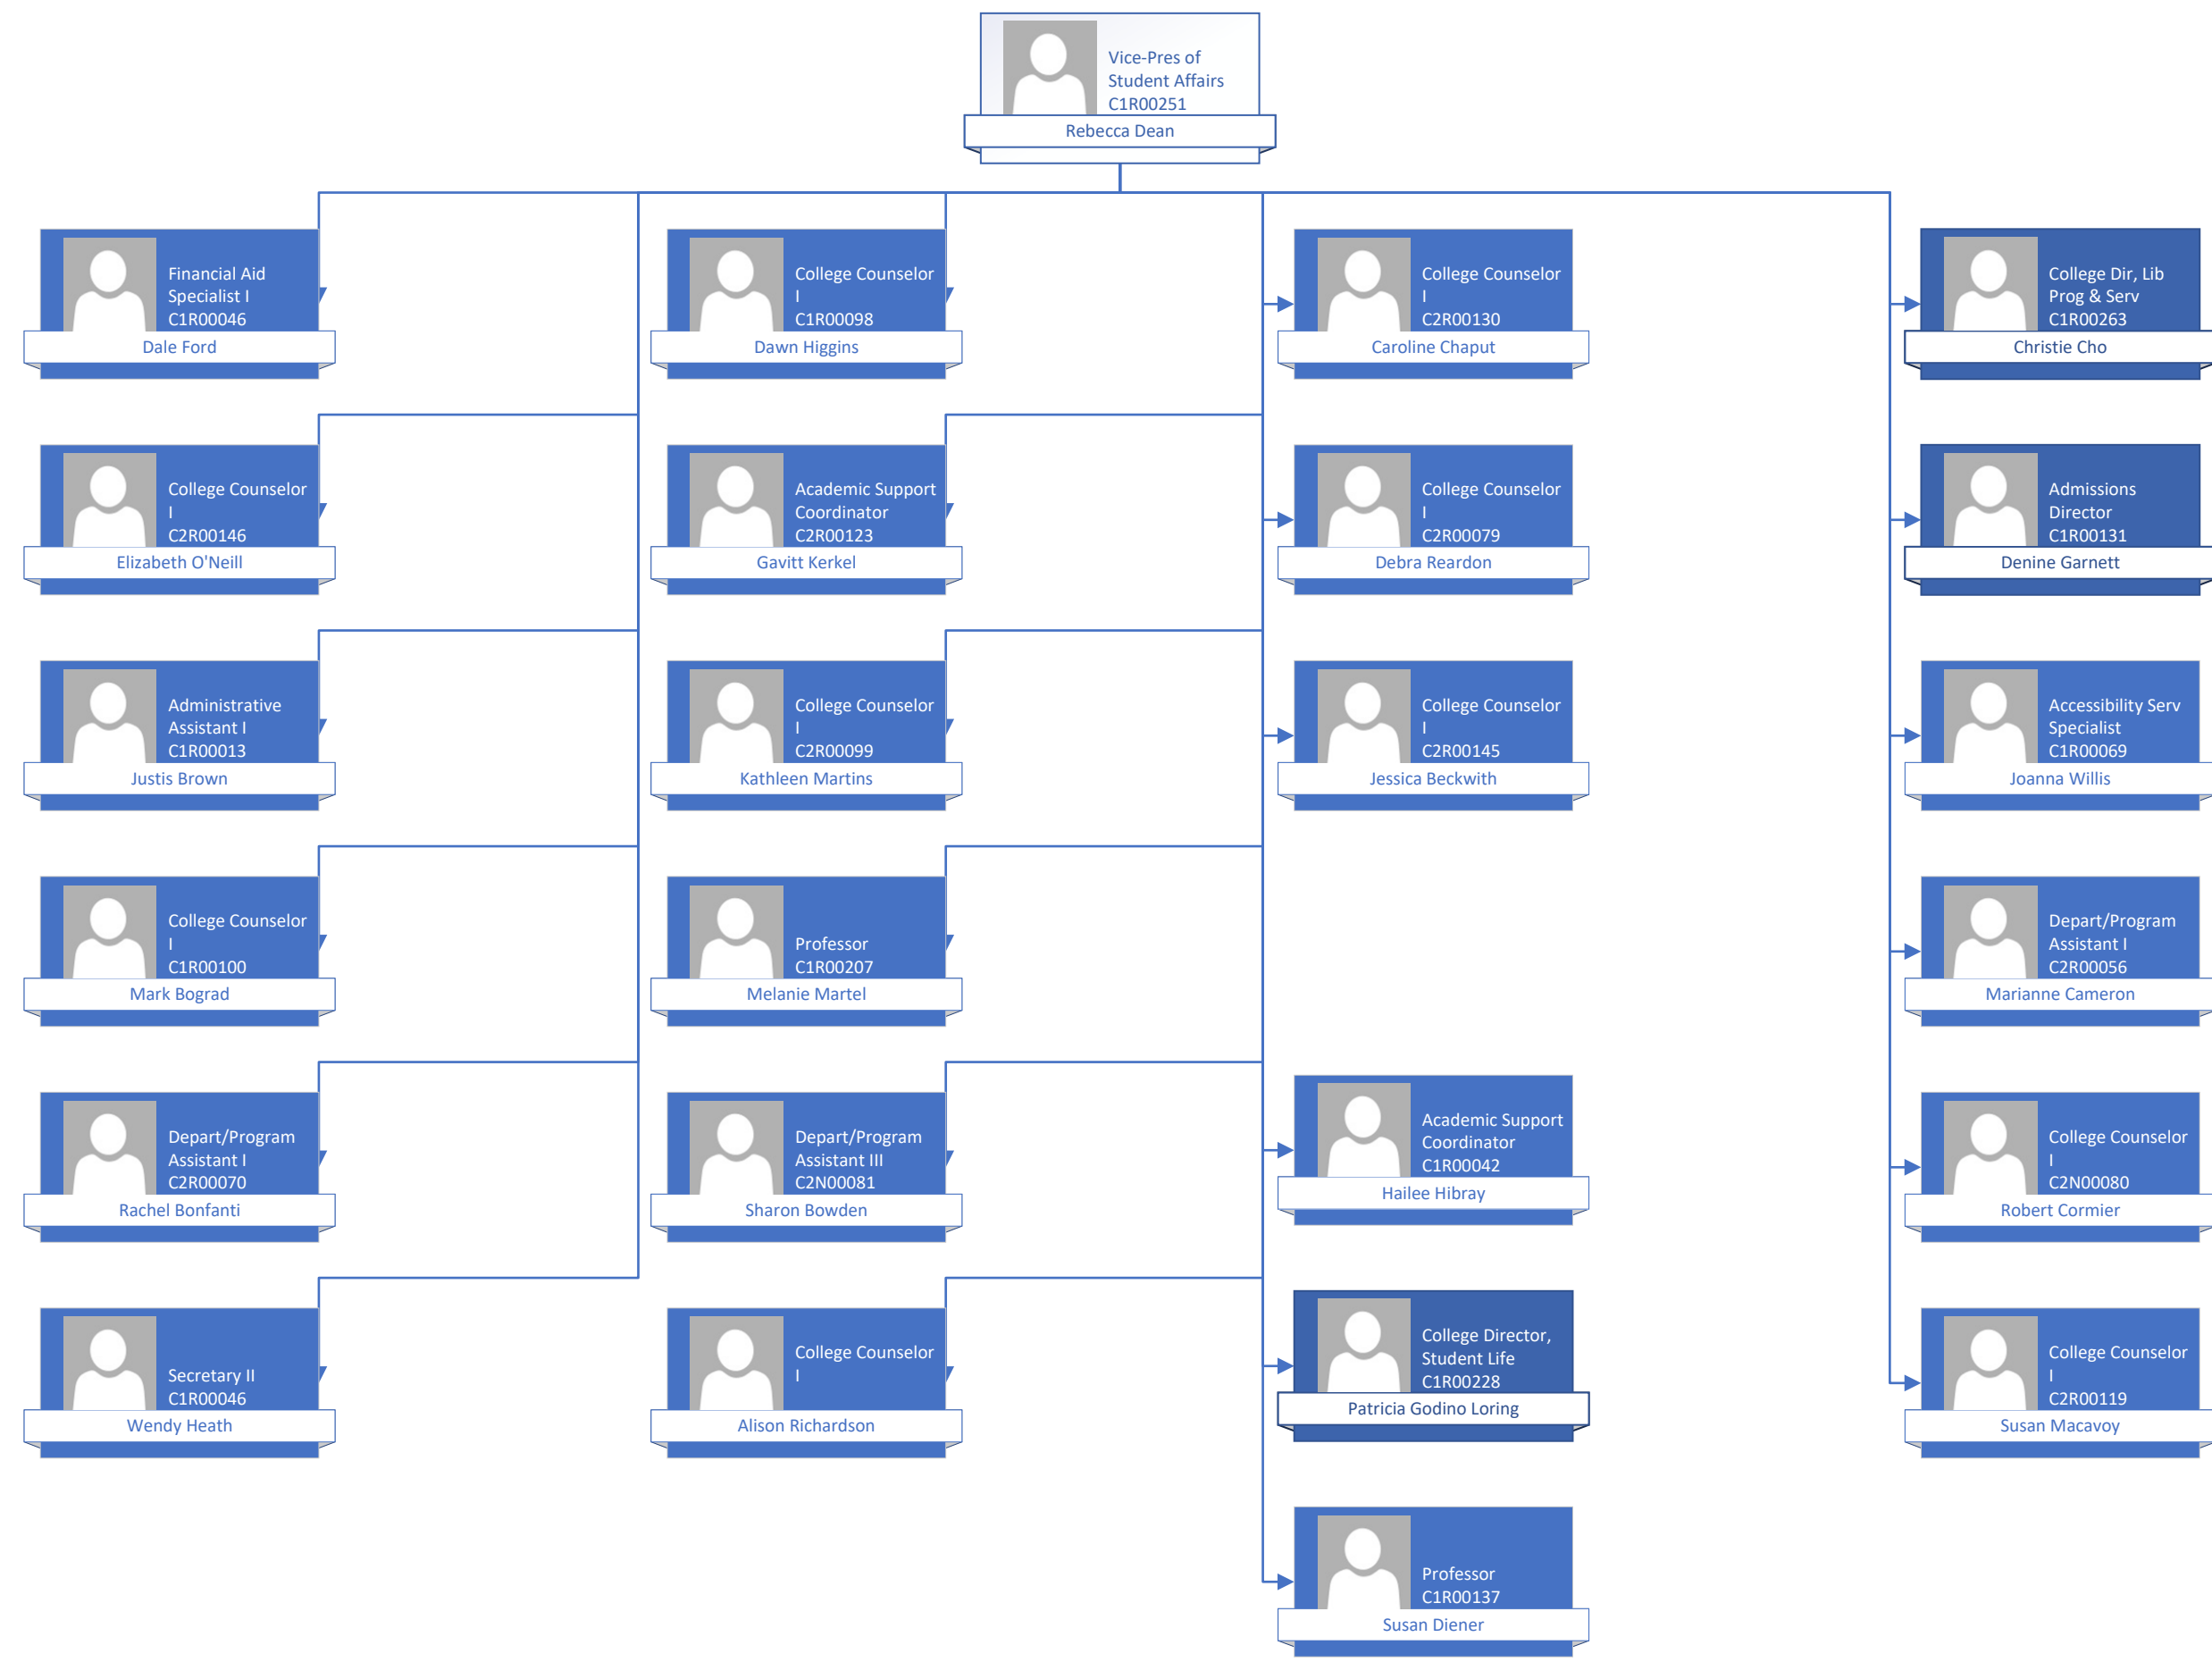 Vice-Pres of
Student Affairs
C1R00251
Rebecca Dean
Financial Aid
Specialist I
C1R00046
Dale Ford
College Counselor
I
C1R00098
Dawn Higgins
College Counselor
I
C2R00130
Caroline Chaput
College Dir, Lib
Prog & Serv
C1R00263
Christie Cho
College Counselor
I
C2R00146
Elizabeth O'Neill
Academic Support
Coordinator
C2R00123
Gavitt Kerkel
College Counselor
I
C2R00079
Debra Reardon
Admissions
Director
C1R00131
Denine Garnett
Administrative
Assistant I
C1R00013
Justis Brown
College Counselor
I
C2R00099
Kathleen Martins
College Counselor
I
C2R00145
Jessica Beckwith
Accessibility Serv
Specialist
C1R00069
Joanna Willis
College Counselor
I
C1R00100
Mark Bograd
Professor
C1R00207
Melanie Martel
Depart/Program
Assistant I
C2R00056
Marianne Cameron
Depart/Program
Assistant I
C2R00070
Rachel Bonfanti
Depart/Program
Assistant III
C2N00081
Sharon Bowden
Academic Support
Coordinator
C1R00042
Hailee Hibray
College Counselor
I
C2N00080
Robert Cormier
Secretary II
C1R00046
Wendy Heath
College Counselor
I
Alison Richardson
College Director,
Student Life
C1R00228
Patricia Godino Loring
College Counselor
I
C2R00119
Susan Macavoy
Professor
C1R00137
Susan Diener